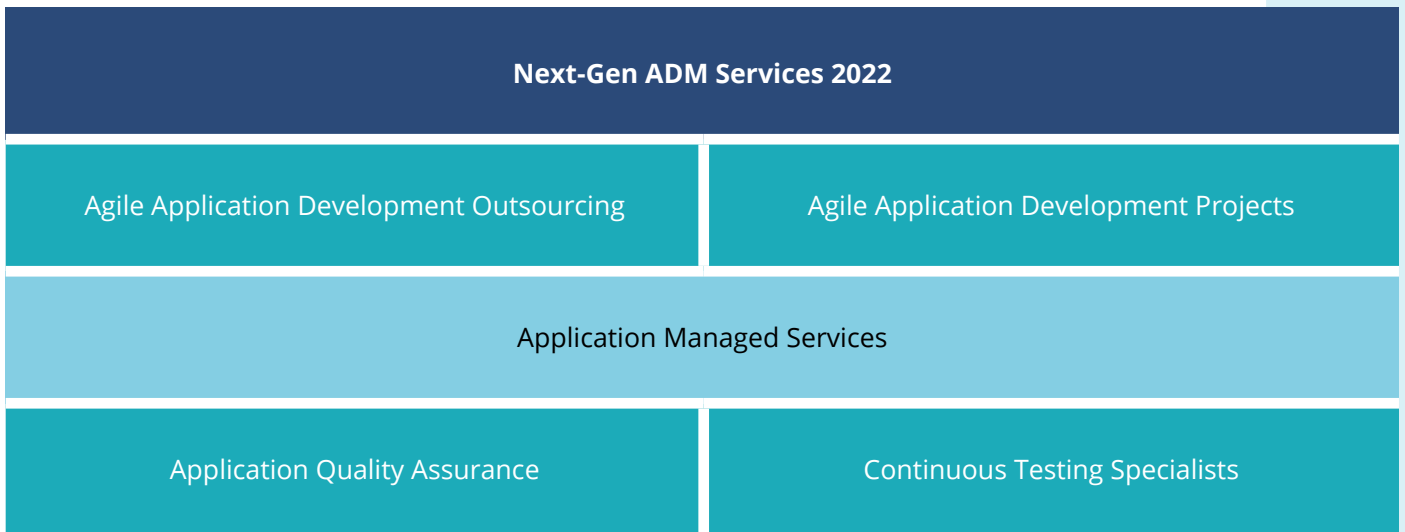 Next-Gen ADM Services 2022
Agile Application Development Outsourcing
Agile Application Development Projects
Application Managed Services
Application Quality Assurance
Continuous Testing Specialists